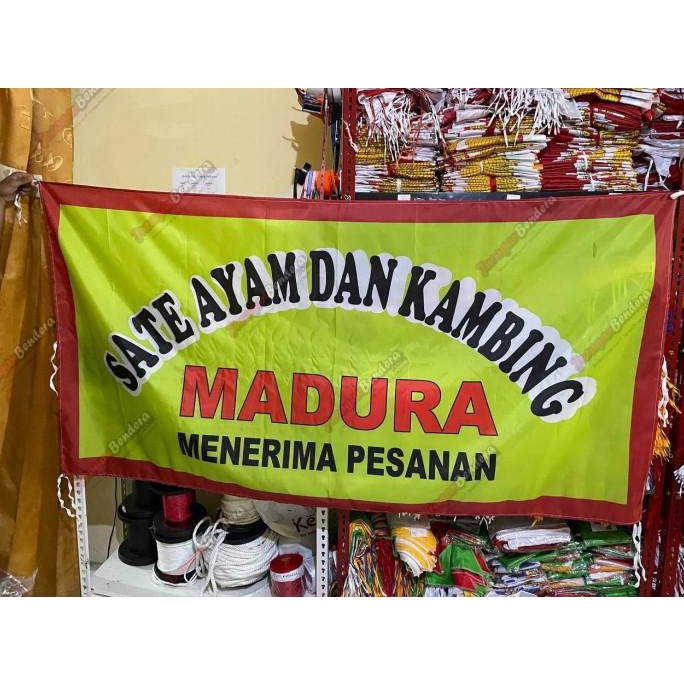 SATE AYAM DAN KAMBING
MADURA
MENERIMA PESANAN